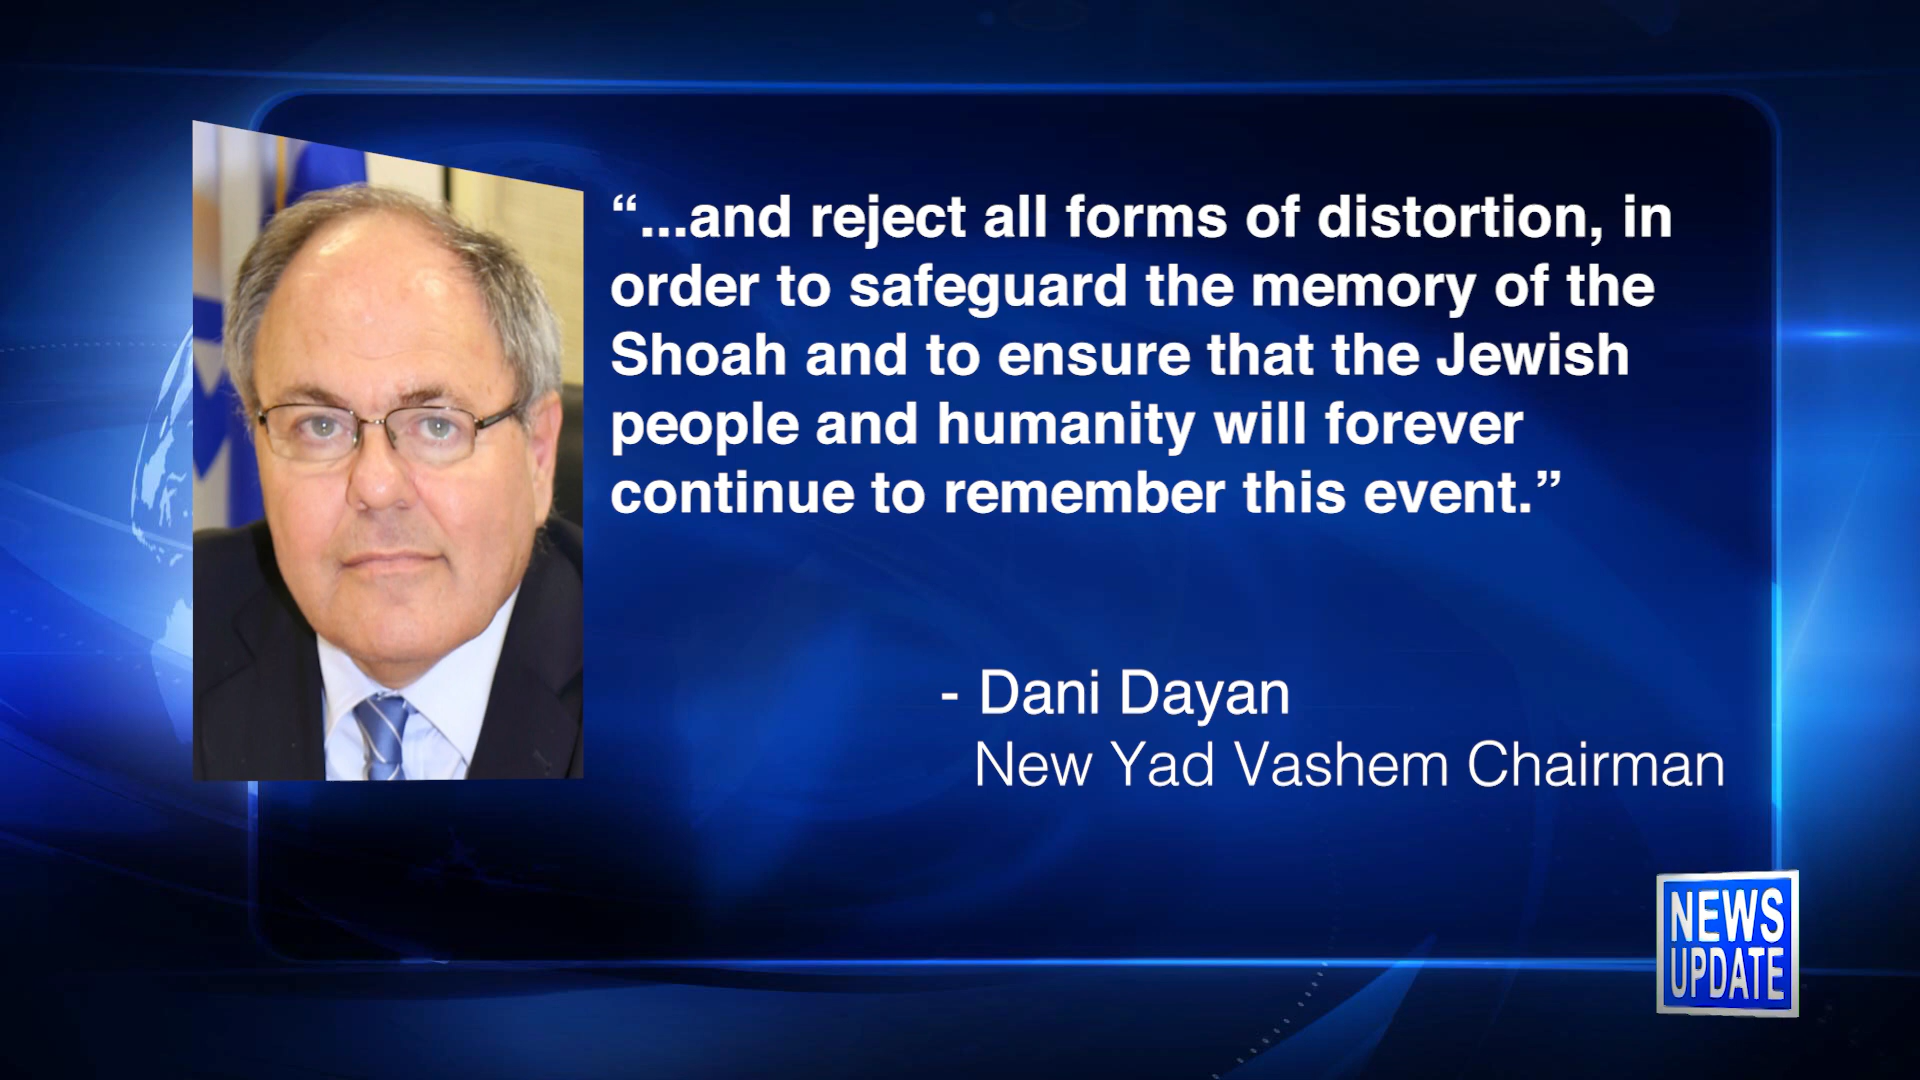 “...and reject all forms of distortion, in
order to safeguard the memory of the
Shoah and to ensure that the Jewish
people and humanity will forever
continue to remember this event.”
- Dani Dayan
New Yad Vashem Chairman
NEWS
UPDATE